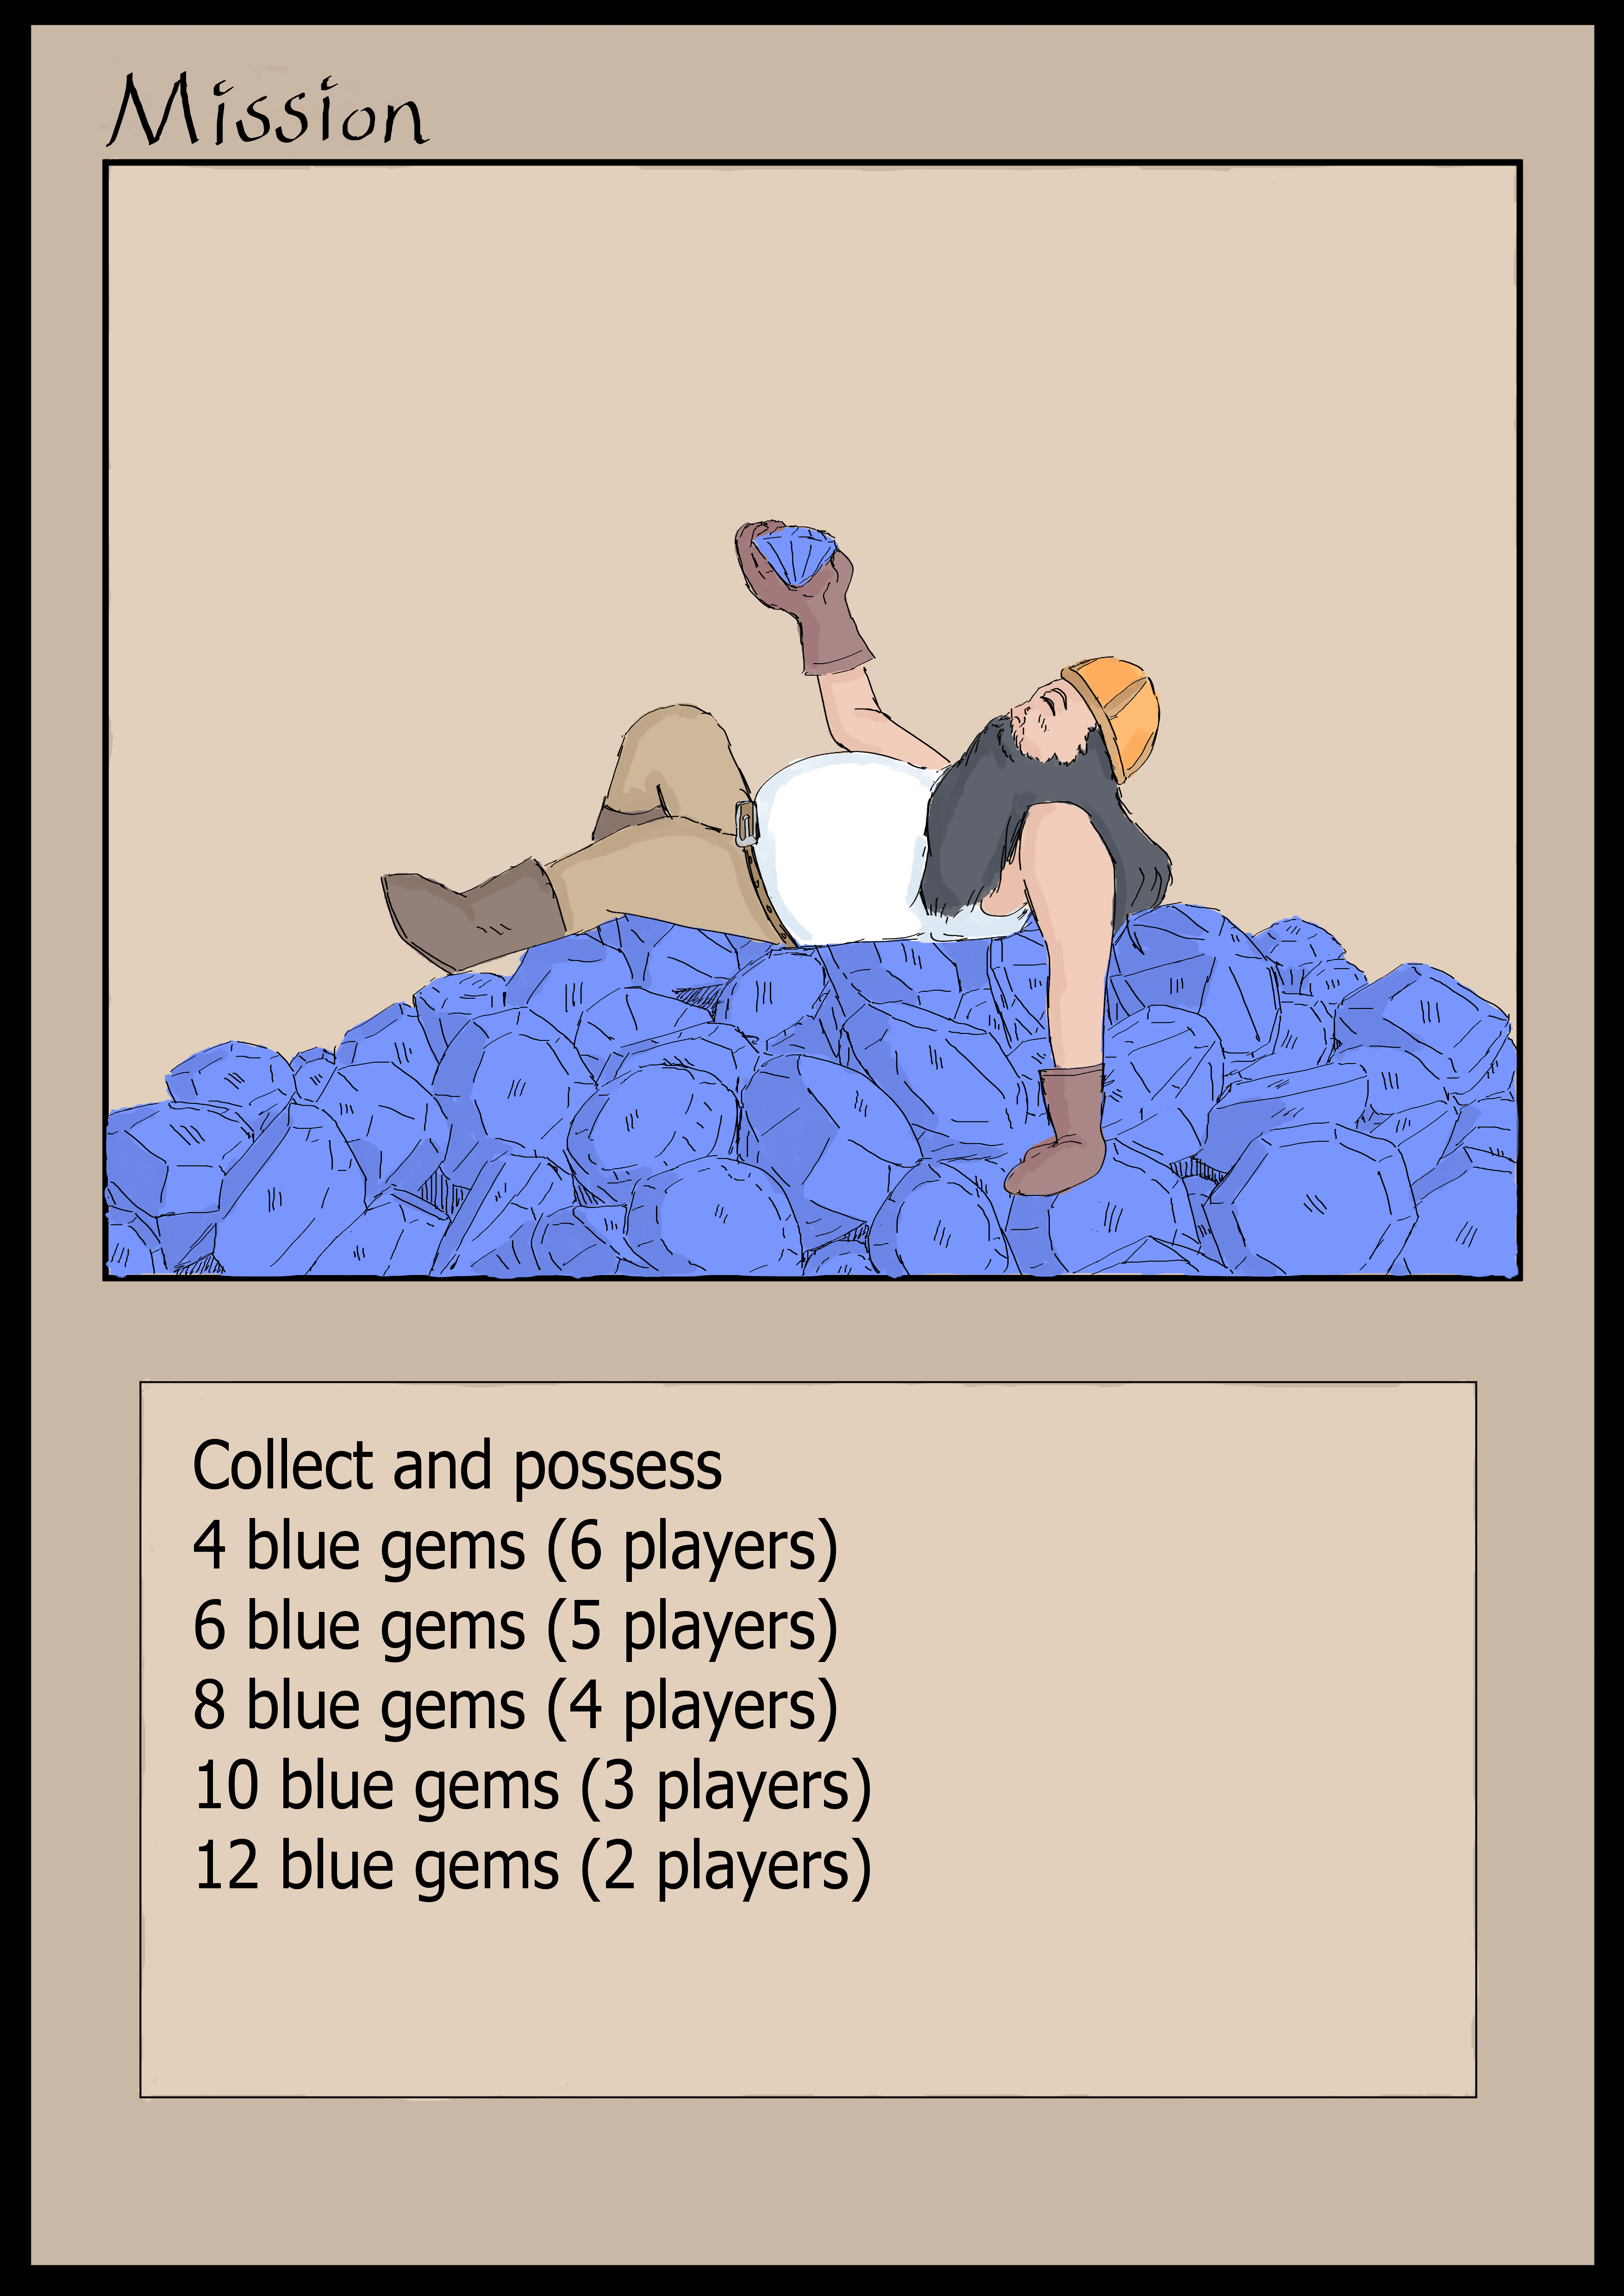 Mission
Collect and possess
4 blue gems (6 players)
6 blue gems (5 players)
8 blue gems (4 players)
10 blue gems (3 players)
12 blue gems (2 players)